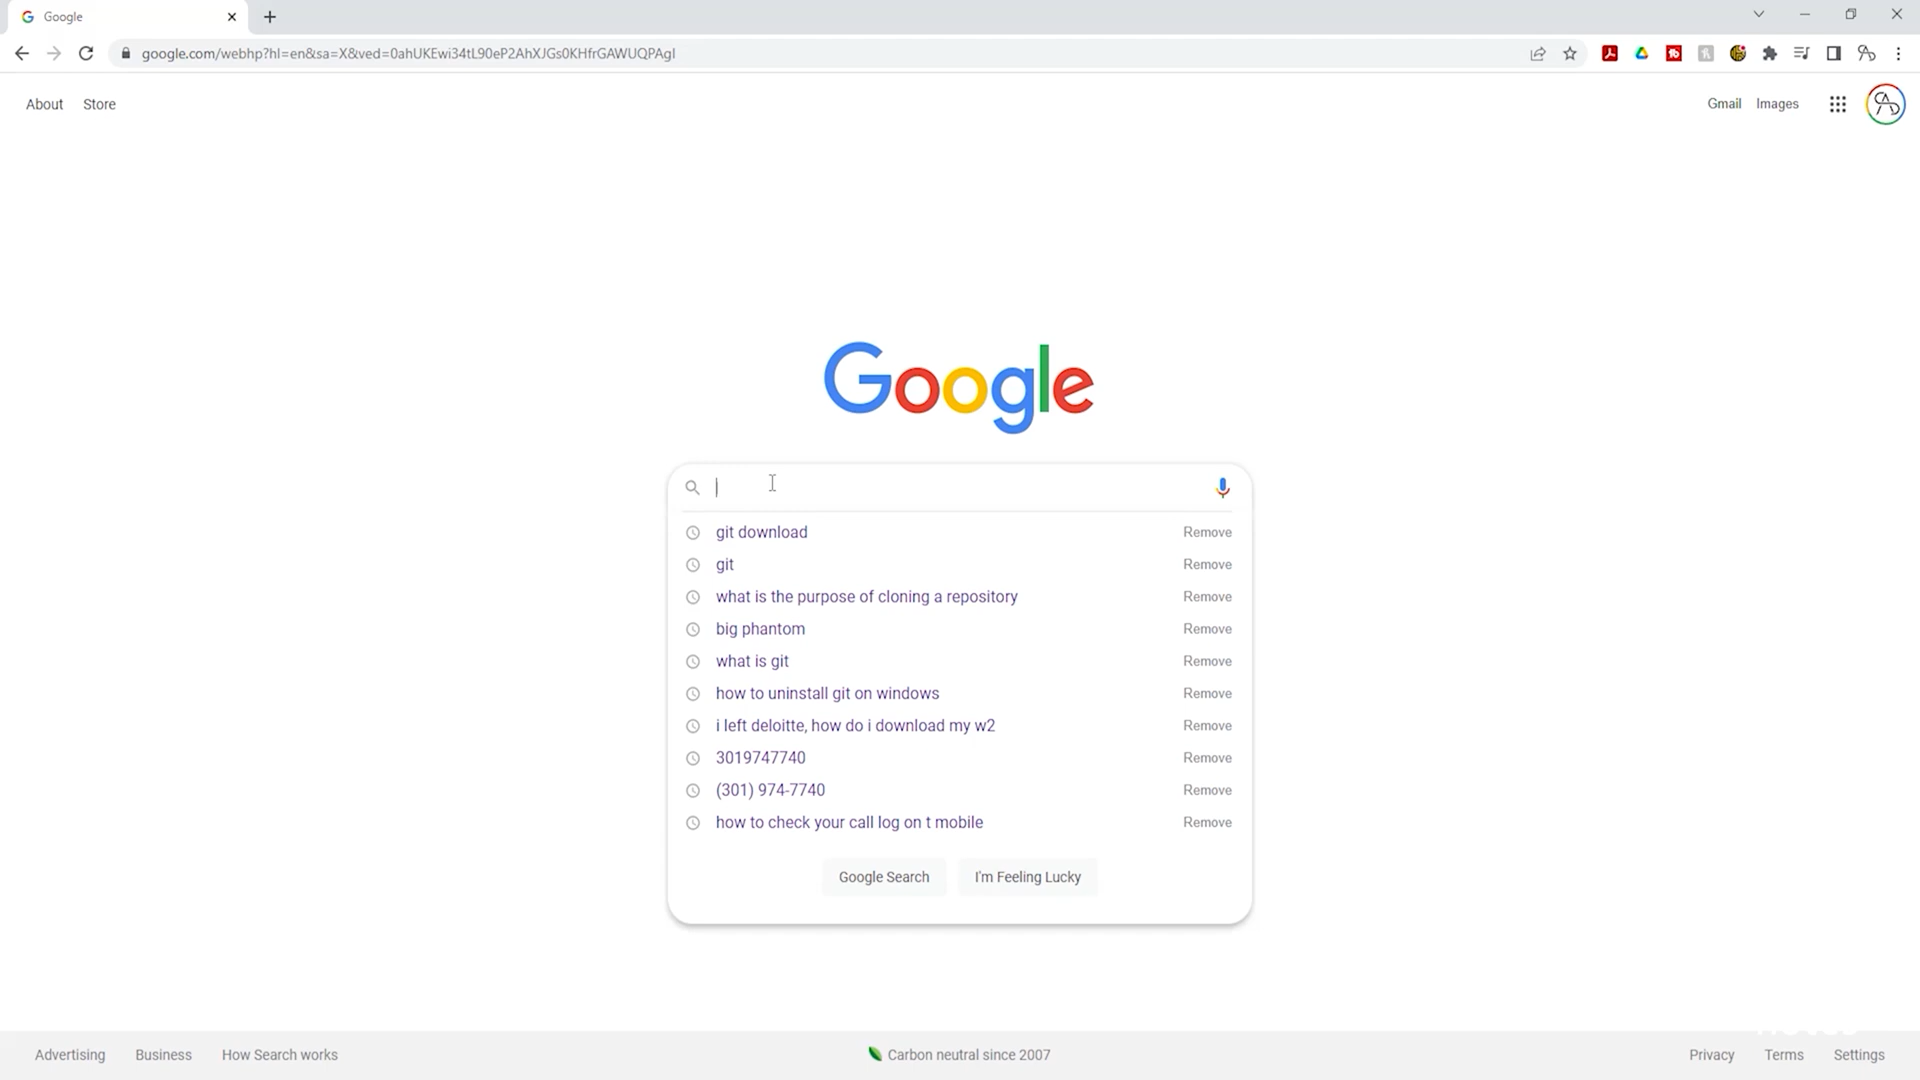 Google
google.com/webhp?hl=en&sa=X&ved=0ahUKEwi34tL90eP2AhXJGs0KHfrGAWUQPAgI
About Store
Gmail Images
Google
git download Remove
git Remove
what is the purpose of cloning a repository Remove
big phantom Remove
what is git Remove
how to uninstall git on windows Remove
i left deloitte, how do i download my w2 Remove
3019747740 Remove
(301) 974-7740 Remove
how to check your call log on t mobile Remove
Google Search I'm Feeling Lucky
Advertising Business How Search works
Carbon neutral since 2007
Privacy Terms Settings